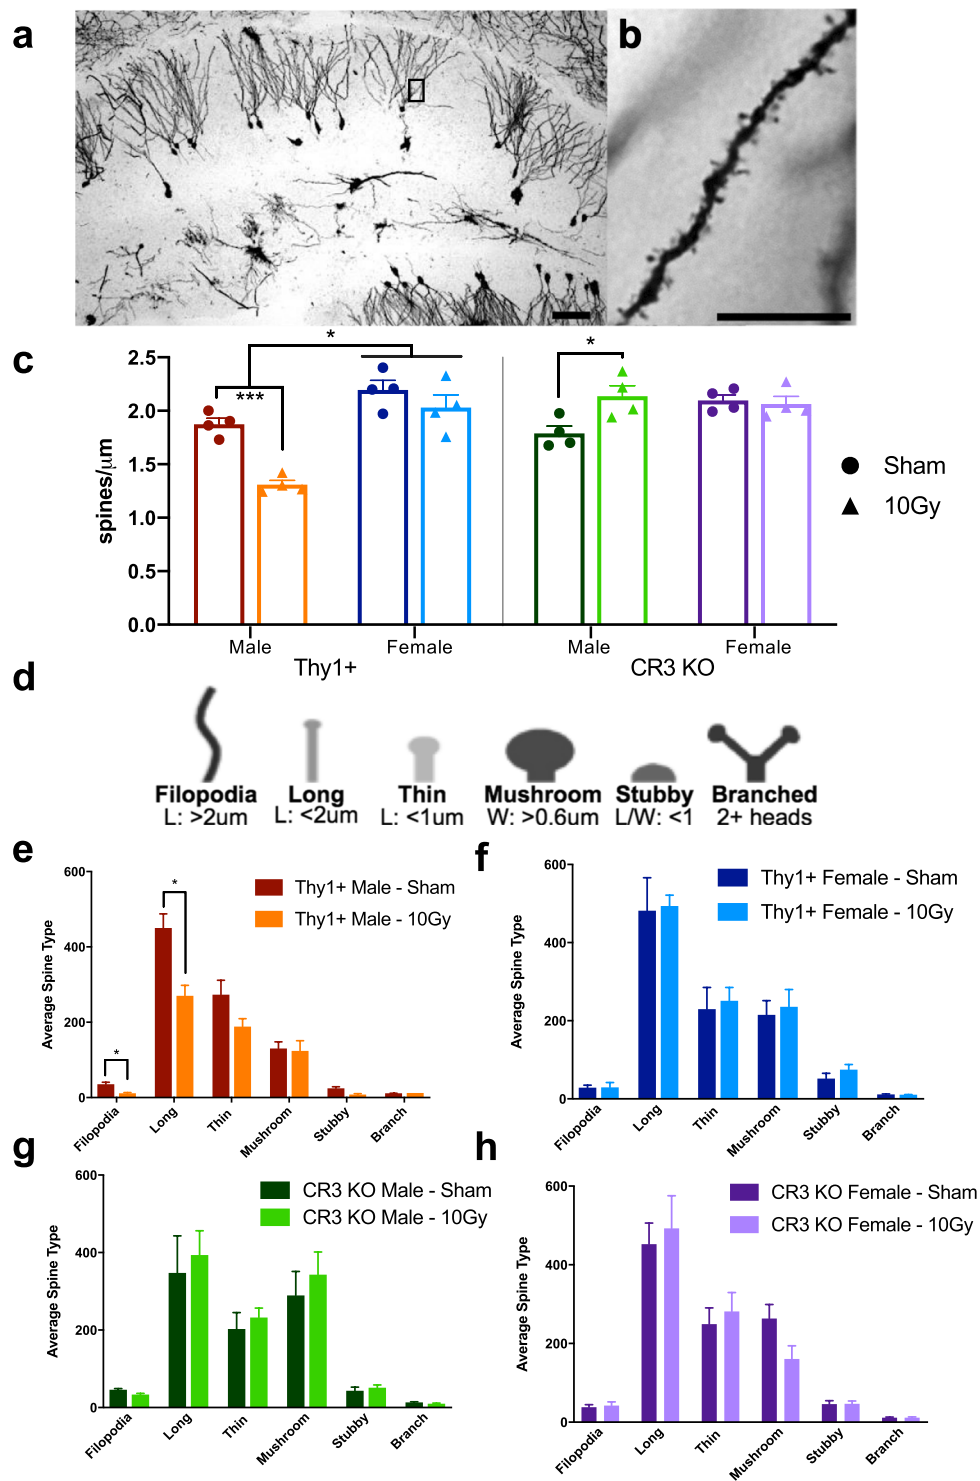 a
b
c
*
***
*
2.5
2.0
1.5
1.0
0.5
0.0
spines/μm
Sham
10Gy
Male
Female
Male
Female
Thy1+
CR3 KO
d
Filopodia
Long
Thin
Mushroom
Stubby
Branched
L: >2um
L: <2um
L: <1um
W: >0.6um
L/W: <1
2+ heads
e
600
400
200
0
Average Spine Type
*
*
Thy1+ Male - Sham
Thy1+ Male - 10Gy
Filopodia
Long
Thin
Mushroom
Stubby
Branch
f
600
400
200
0
Average Spine Type
Thy1+ Female - Sham
Thy1+ Female - 10Gy
Filopodia
Long
Thin
Mushroom
Stubby
Branch
g
600
400
200
0
Average Spine Type
CR3 KO Male - Sham
CR3 KO Male - 10Gy
Filopodia
Long
Thin
Mushroom
Stubby
Branch
h
600
400
200
0
Average Spine Type
CR3 KO Female - Sham
CR3 KO Female - 10Gy
Filopodia
Long
Thin
Mushroom
Stubby
Branch